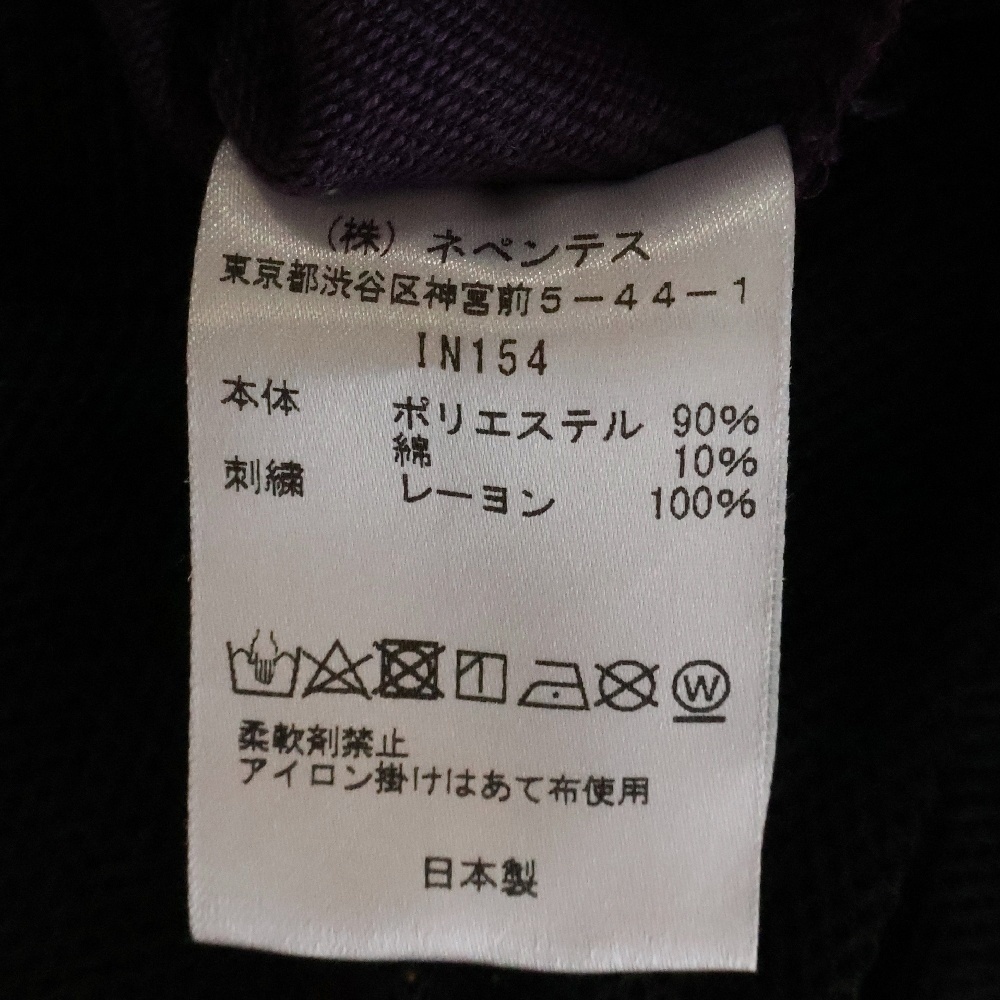 (株) ネペンテス
東京都渋谷区神宮前5-44-1
IN154
本体 ポリエステル 90%
綿 10%
刺繍 レーヨン 100%
W
柔軟剤禁止
アイロン掛けはあて布使用
日本製